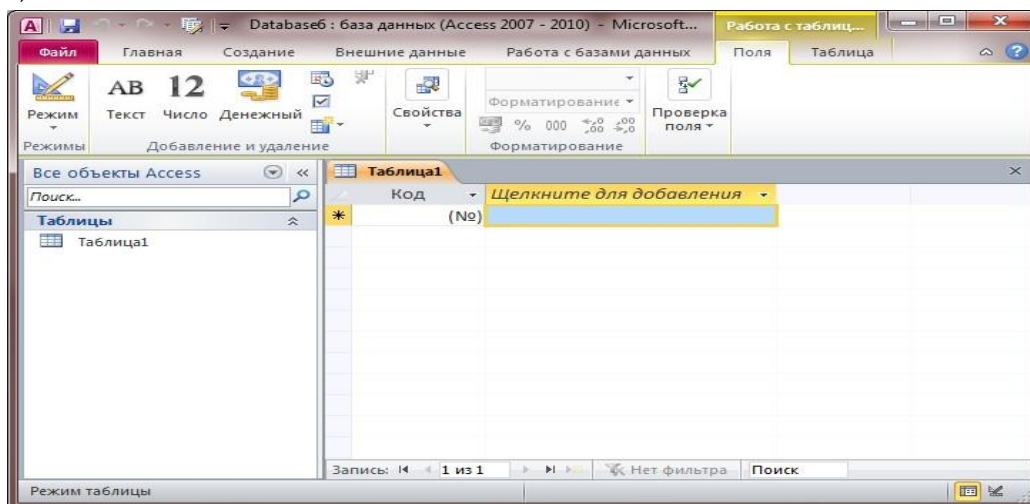 Database6 : база данных (Access 2007 - 2010) - Microsoft... Работа с таблиц...
Файл Главная Создание Внешние данные Работа с базами данных Поля Таблица
АВ 12
Режим Текст Число Денежный Свойства Форматирование % 000 Проверка поля
Режимы Добавление и удаление Форматирование
Все объекты Access Таблица1
Поиск... Код Щелкните для добавления
Таблицы * (№)
Таблица1
Запись: 1 из 1 Нет фильтра Поиск
Режим таблицы